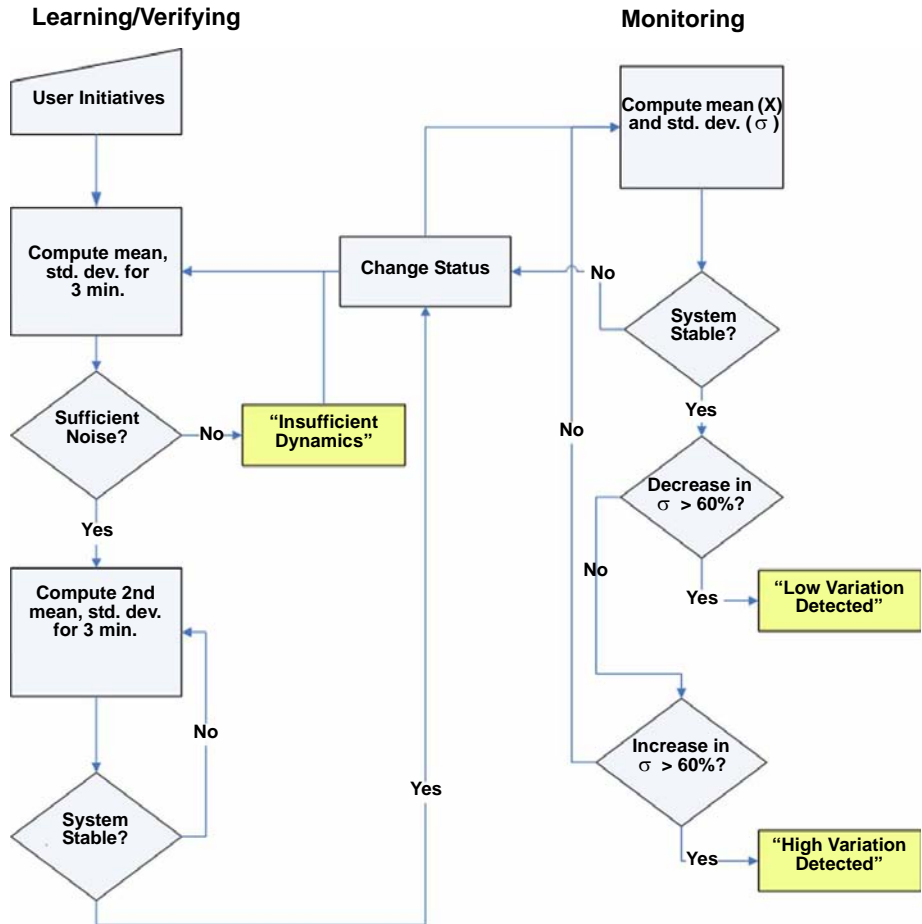 Learning/Verifying
Monitoring
User Initiatives
Compute mean,
std. dev. for
3 min.
Sufficient
Noise?
No
“Insufficient
Dynamics”
Yes
Compute 2nd
mean, std. dev.
for 3 min.
No
System
Stable?
Yes
Change Status
Compute mean (X)
and std. dev. (σ)
No
System
Stable?
Yes
No
Decrease in
σ > 60%?
No
Yes
“Low Variation
Detected”
Increase in
σ > 60%?
Yes
“High Variation
Detected”